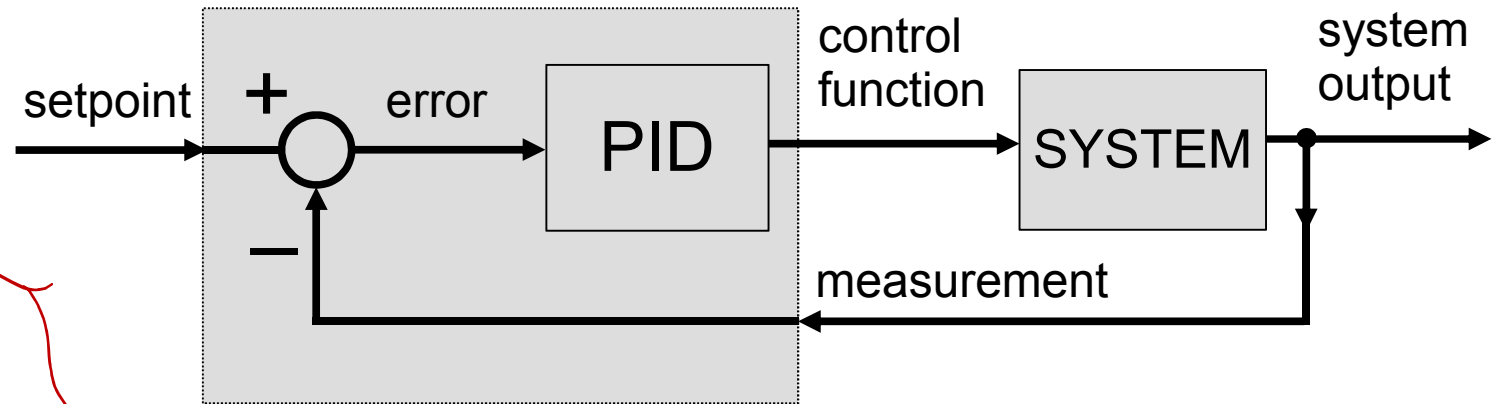 setpoint
+
error
PID
control
function
SYSTEM
system
output
−
measurement